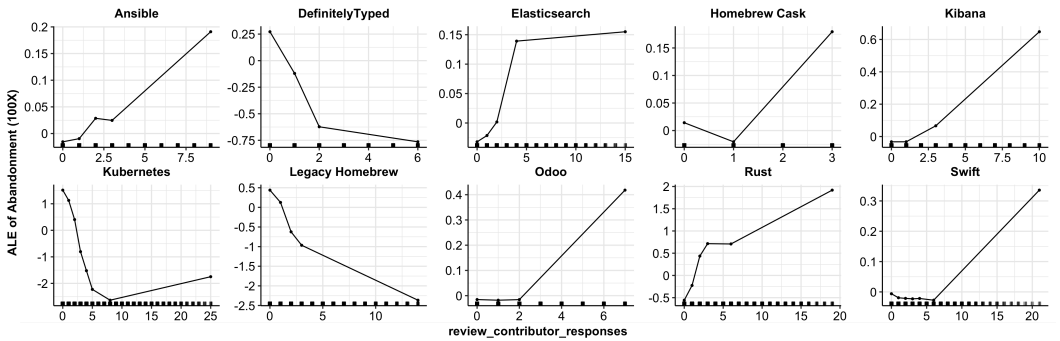 Ansible DefinitelyTyped Elasticsearch Homebrew Cask Kibana
0.2 0.15 0.1 0.05 0
0.25 0 -0.25 -0.5 -0.75
0.15 0.1 0.05 0
0.15 0.1 0.05 0
0.6 0.4 0.2 0
0 2.5 5 7.5
0 2 4 6
0 5 10 15
0 1 2 3
0 2.5 5 7.5 10
ALE of Abandonment (100X)
Kubernetes Legacy Homebrew Odoo Rust Swift
1 0 -1 -2
0.5 0 -0.5 -1 -1.5 -2 -2.5
0.4 0.3 0.2 0.1 0
2 1.5 1 0.5 0 -0.5
0.3 0.2 0.1 0
0 5 10 15 20 25
0 5 10
0 2 4 6
0 5 10 15 20
0 5 10 15 20
review_contributor_responses